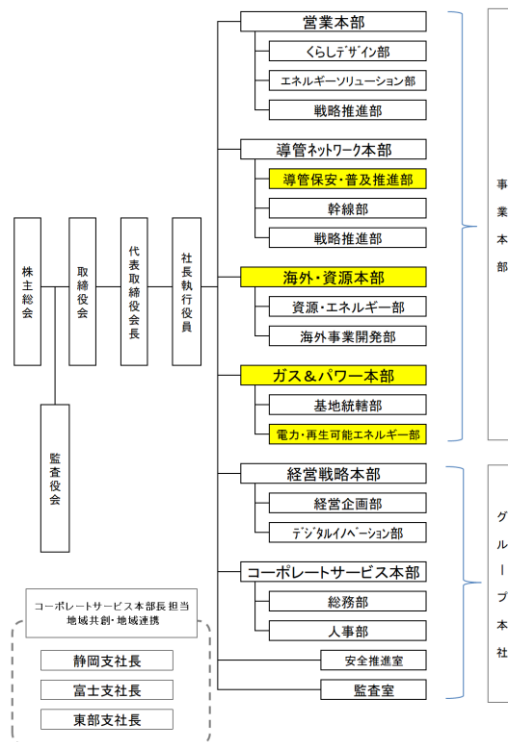 株主総会
取締役会
代表取締役会長
社長執行役員
監査役会
営業本部
くらしデザイン部
エネルギーソリューション部
戦略推進部
導管ネットワーク本部
導管保安・普及推進部
幹線部
戦略推進部
海外・資源本部
資源・エネルギー部
海外事業開発部
ガス&パワー本部
基地統轄部
電力・再生可能エネルギー部
経営戦略本部
経営企画部
デジタルイノベーション部
コーポレートサービス本部
総務部
人事部
安全推進室
監査室
事業本部
グループ本社
コーポレートサービス本部長 担当
地域共創・地域連携
静岡支社長
富士支社長
東部支社長